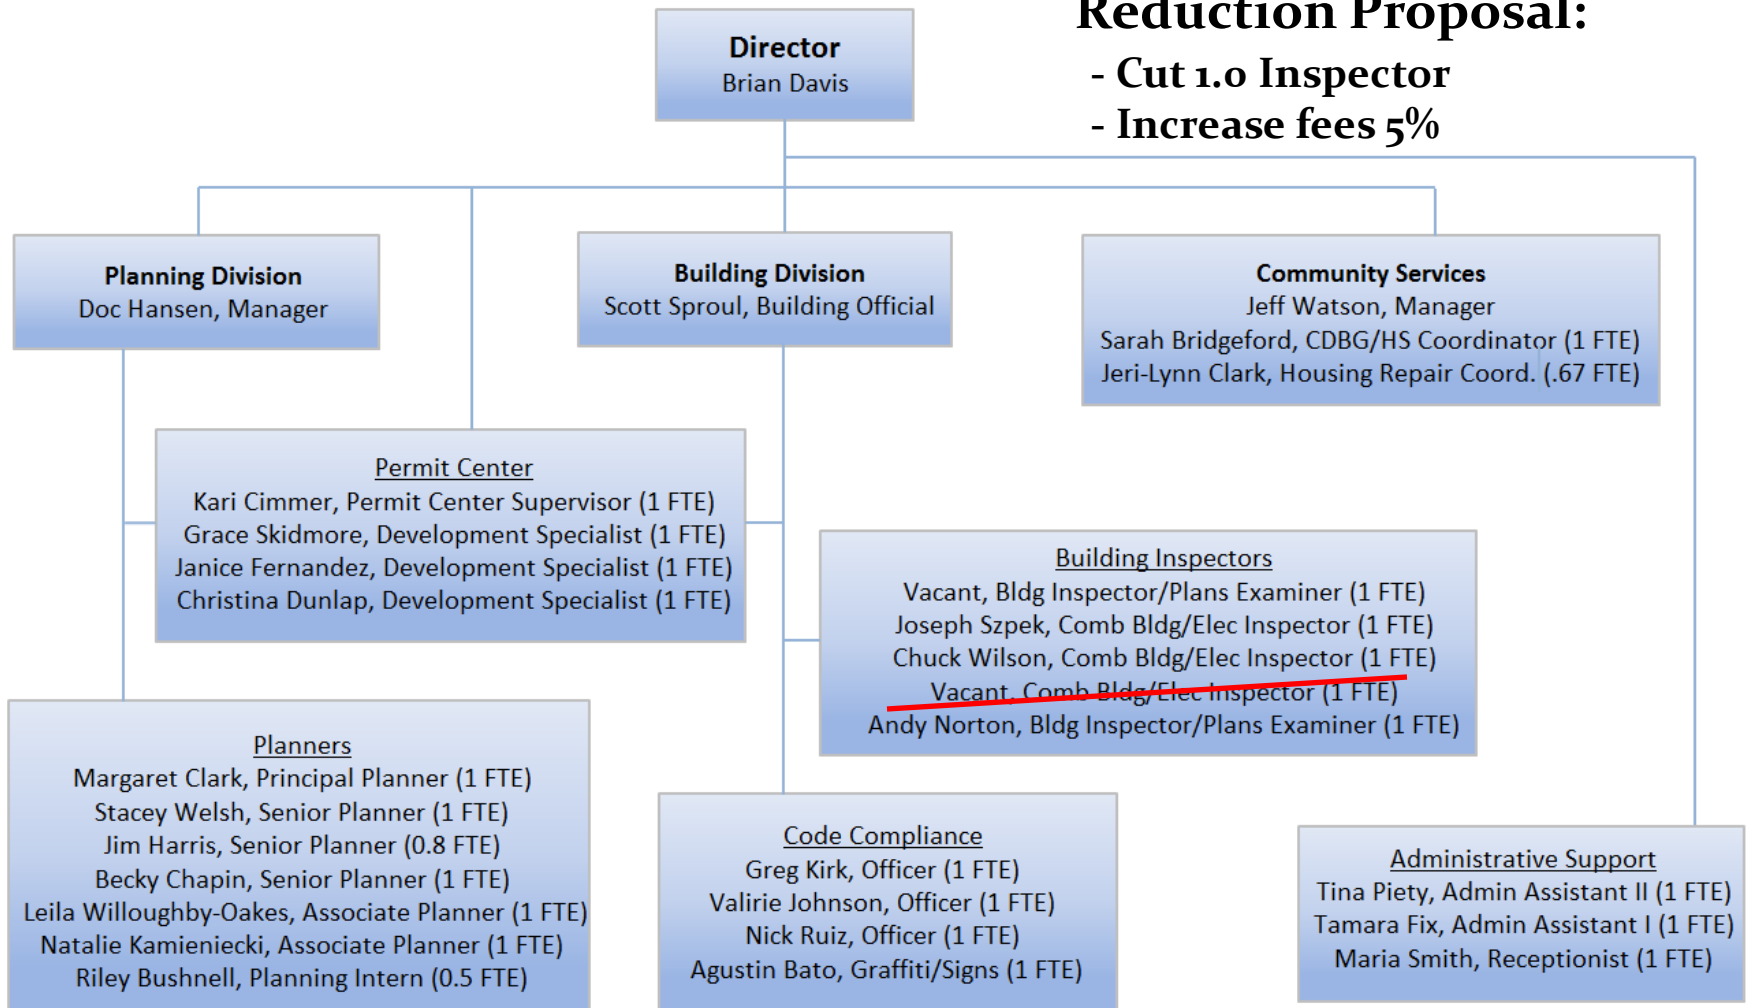 Reduction Proposal:
- Cut 1.0 Inspector
- Increase fees 5%
Director
Brian Davis
Planning Division
Doc Hansen, Manager
Building Division
Scott Sproul, Building Official
Community Services
Jeff Watson, Manager
Sarah Bridgeford, CDBG/HS Coordinator (1 FTE)
Jeri-Lynn Clark, Housing Repair Coord. (.67 FTE)
Permit Center
Kari Cimmer, Permit Center Supervisor (1 FTE)
Grace Skidmore, Development Specialist (1 FTE)
Janice Fernandez, Development Specialist (1 FTE)
Christina Dunlap, Development Specialist (1 FTE)
Building Inspectors
Vacant, Bldg Inspector/Plans Examiner (1 FTE)
Joseph Szpek, Comb Bldg/Elec Inspector (1 FTE)
Chuck Wilson, Comb Bldg/Elec Inspector (1 FTE)
Vacant, Comb Bldg/Elec Inspector (1 FTE)
Andy Norton, Bldg Inspector/Plans Examiner (1 FTE)
Planners
Margaret Clark, Principal Planner (1 FTE)
Stacey Welsh, Senior Planner (1 FTE)
Jim Harris, Senior Planner (0.8 FTE)
Becky Chapin, Senior Planner (1 FTE)
Leila Willoughby-Oakes, Associate Planner (1 FTE)
Natalie Kamieniecki, Associate Planner (1 FTE)
Riley Bushnell, Planning Intern (0.5 FTE)
Code Compliance
Greg Kirk, Officer (1 FTE)
Valirie Johnson, Officer (1 FTE)
Nick Ruiz, Officer (1 FTE)
Agustin Bato, Graffiti/Signs (1 FTE)
Administrative Support
Tina Piety, Admin Assistant II (1 FTE)
Tamara Fix, Admin Assistant I (1 FTE)
Maria Smith, Receptionist (1 FTE)